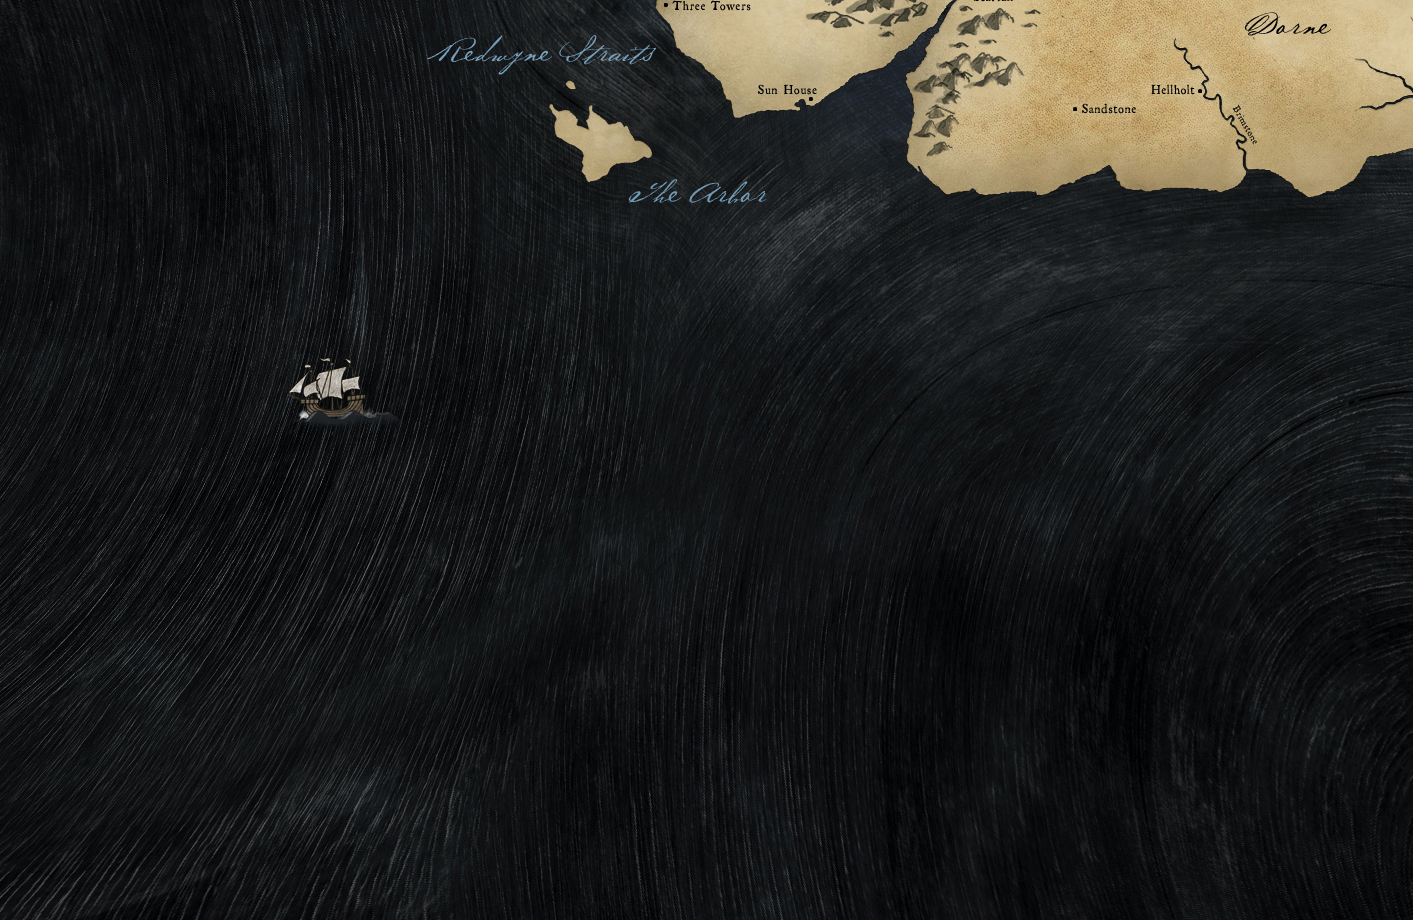 Three Towers
Dorne
Redwyne Straits
Sun House
Hellholt
Sandstone
Brimstone
The Arbor